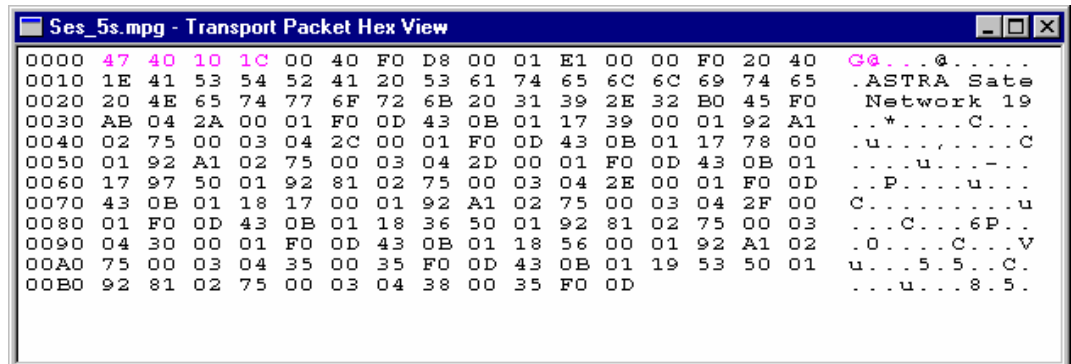 Ses_5s.mpg - Transport Packet Hex View
0000 47 40 10 1C 00 40 F0 D8 00 01 E1 00 00 F0 20 40 G@...@.....
0010 1E 41 53 54 52 41 20 53 61 74 65 6C 6C 69 74 65 .ASTRA Sate
0020 20 4E 65 74 77 6F 72 6B 20 31 39 2E 32 B0 45 F0 Network 19
0030 AB 04 2A 00 01 F0 0D 43 0B 01 17 39 00 01 92 A1 ..*....C...
0040 02 75 00 03 04 2C 00 01 F0 0D 43 0B 01 17 78 00 .u...,....C
0050 01 92 A1 02 75 00 03 04 2D 00 01 F0 0D 43 0B 01 ....u...-..
0060 17 97 50 01 92 81 02 75 00 03 04 2E 00 01 F0 0D ..P....u...
0070 43 0B 01 18 17 00 01 92 A1 02 75 00 03 04 2F 00 C.........u
0080 01 F0 0D 43 0B 01 18 36 50 01 92 81 02 75 00 03 ...C...6P..
0090 04 30 00 01 F0 0D 43 0B 01 18 56 00 01 92 A1 02 .0....C...V
00A0 75 00 03 04 35 00 35 F0 0D 43 0B 01 19 53 50 01 u...5.5..C.
00B0 92 81 02 75 00 03 04 38 00 35 F0 0D ...u...8.5.